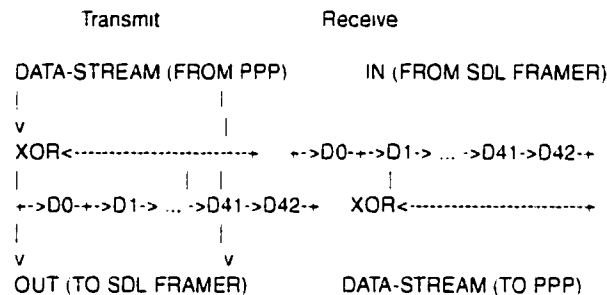 Transmit Receive
DATA-STREAM (FROM PPP) IN (FROM SDL FRAMER)
| |
v |
XOR<------------------------+ +->D0-+->D1-> ... ->D41->D42-+
| | | |
+->D0-+->D1-> ... ->D41->D42-+ XOR<------------------------+
| |
v v
OUT (TO SDL FRAMER) DATA-STREAM (TO PPP)